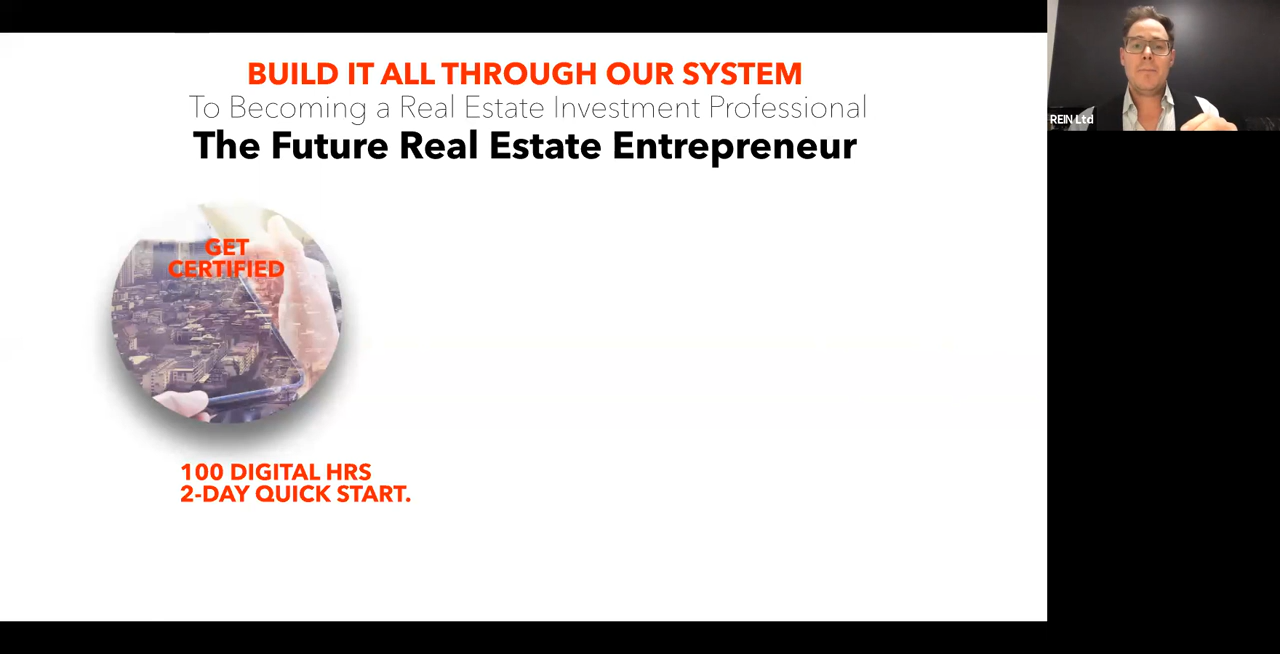 BUILD IT ALL THROUGH OUR SYSTEM
To Becoming a Real Estate Investment Professional
The Future Real Estate Entrepreneur
GET
CERTIFIED
100 DIGITAL HRS
2-DAY QUICK START.
REIN Ltd